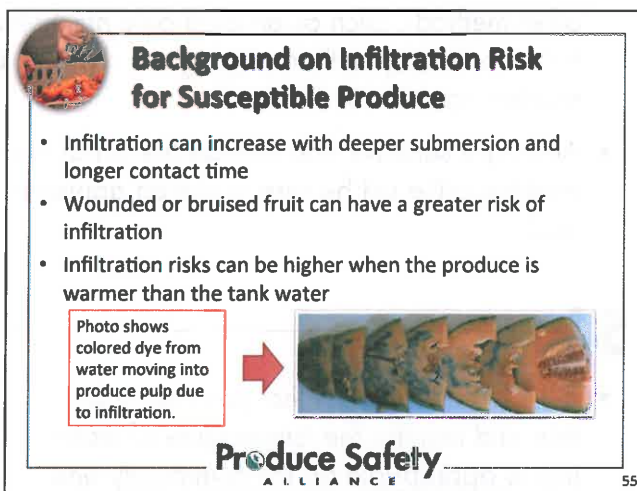 Background on Infiltration Risk
for Susceptible Produce
• Infiltration can increase with deeper submersion and
longer contact time
• Wounded or bruised fruit can have a greater risk of
infiltration
• Infiltration risks can be higher when the produce is
warmer than the tank water
Photo shows
colored dye from
water moving into
produce pulp due
to infiltration.
Produce Safety
ALLIANCE
55